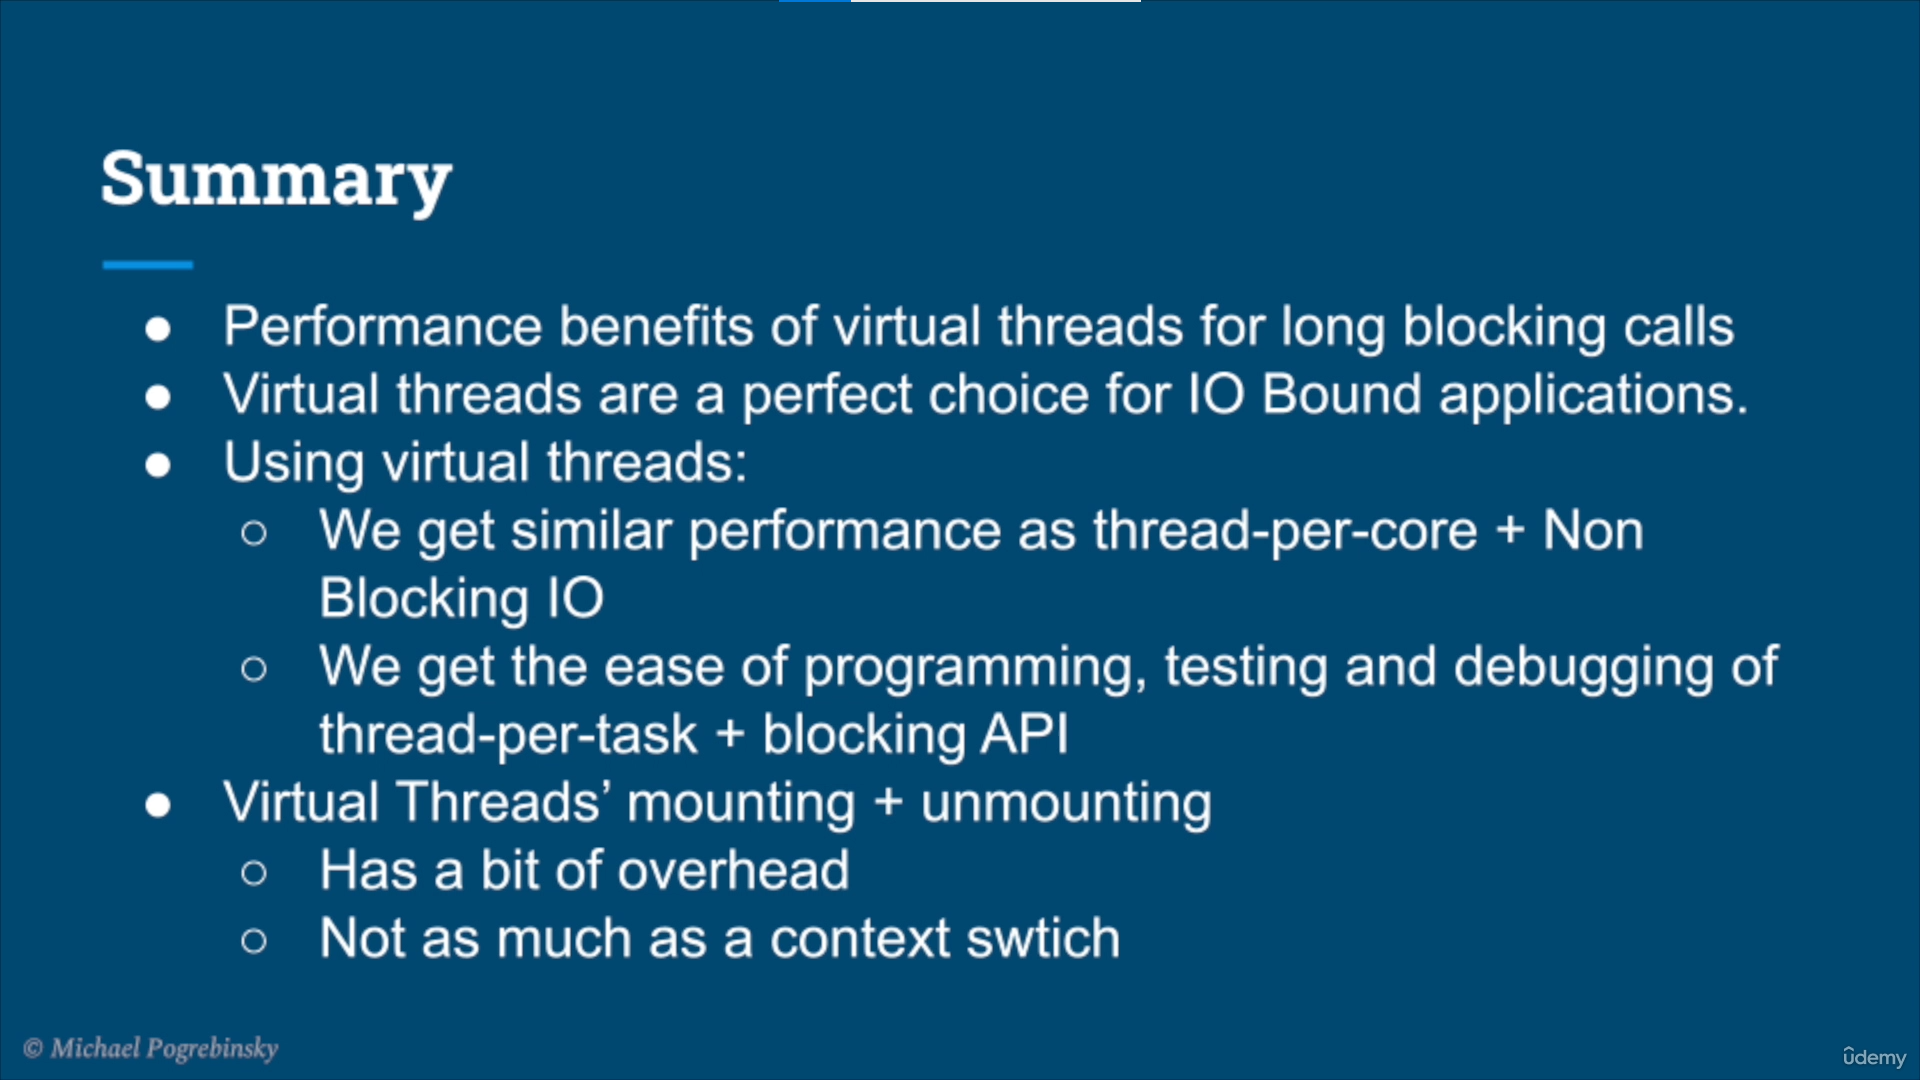 Summary
● Performance benefits of virtual threads for long blocking calls
● Virtual threads are a perfect choice for IO Bound applications.
● Using virtual threads:
○ We get similar performance as thread-per-core + Non
Blocking IO
○ We get the ease of programming, testing and debugging of
thread-per-task + blocking API
● Virtual Threads’ mounting + unmounting
○ Has a bit of overhead
○ Not as much as a context swtich
© Michael Pogrebinsky
ûdemy